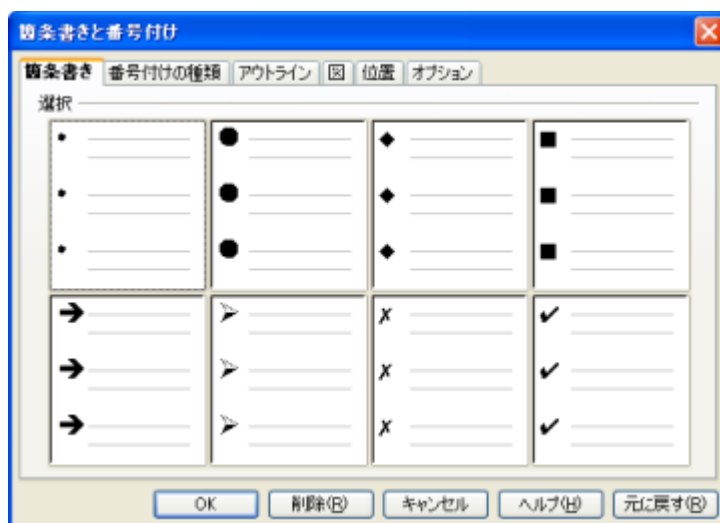 箇条書きと番号付け
箇条書き 番号付けの種類 アウトライン 図 位置 オプション
選択
OK 削除(R) キャンセル ヘルプ(H) 元に戻す(R)